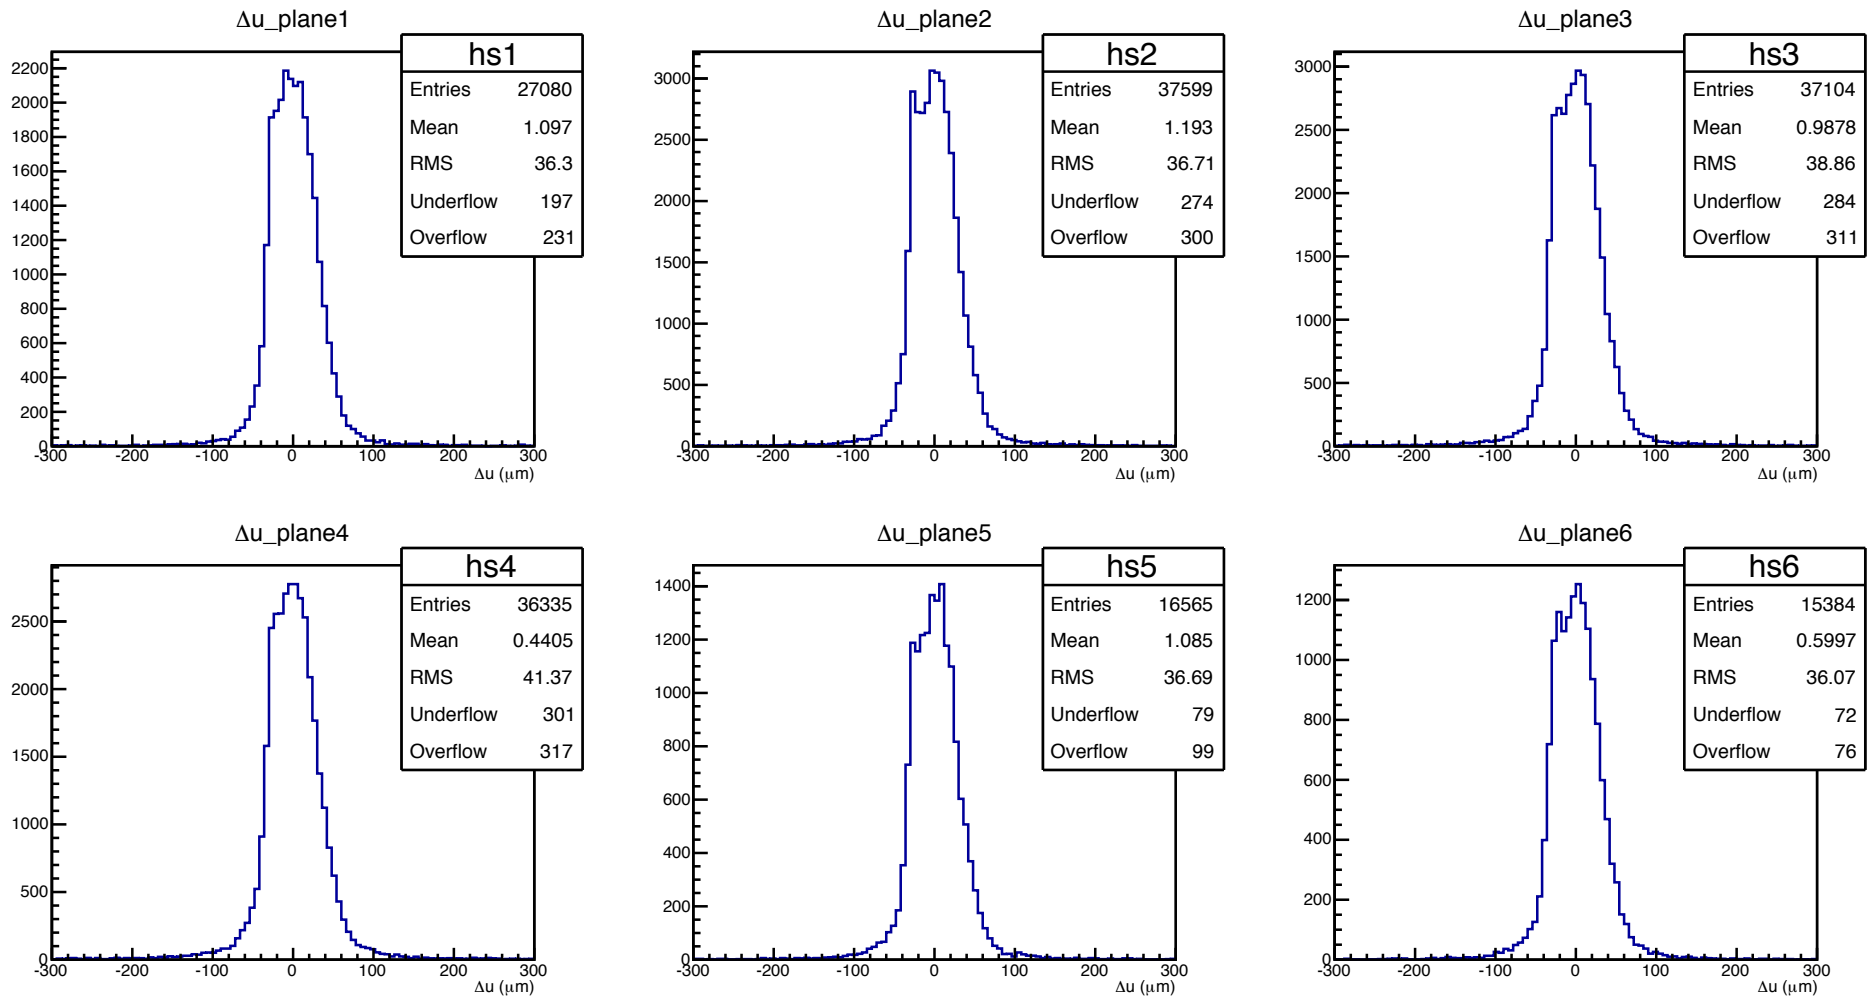 Δu_plane1
hs1
Entries 27080
Mean 1.097
RMS 36.3
Underflow 197
Overflow 231
2200
2000
1800
1600
1400
1200
1000
800
600
400
200
0
-300 -200 -100 0 100 200 300
Δu (μm)
Δu_plane2
hs2
Entries 37599
Mean 1.193
RMS 36.71
Underflow 274
Overflow 300
3000
2500
2000
1500
1000
500
0
-300 -200 -100 0 100 200 300
Δu (μm)
Δu_plane3
hs3
Entries 37104
Mean 0.9878
RMS 38.86
Underflow 284
Overflow 311
3000
2500
2000
1500
1000
500
0
-300 -200 -100 0 100 200 300
Δu (μm)
Δu_plane4
hs4
Entries 36335
Mean 0.4405
RMS 41.37
Underflow 301
Overflow 317
2500
2000
1500
1000
500
0
-300 -200 -100 0 100 200 300
Δu (μm)
Δu_plane5
hs5
Entries 16565
Mean 1.085
RMS 36.69
Underflow 79
Overflow 99
1400
1200
1000
800
600
400
200
0
-300 -200 -100 0 100 200 300
Δu (μm)
Δu_plane6
hs6
Entries 15384
Mean 0.5997
RMS 36.07
Underflow 72
Overflow 76
1200
1000
800
600
400
200
0
-300 -200 -100 0 100 200 300
Δu (μm)